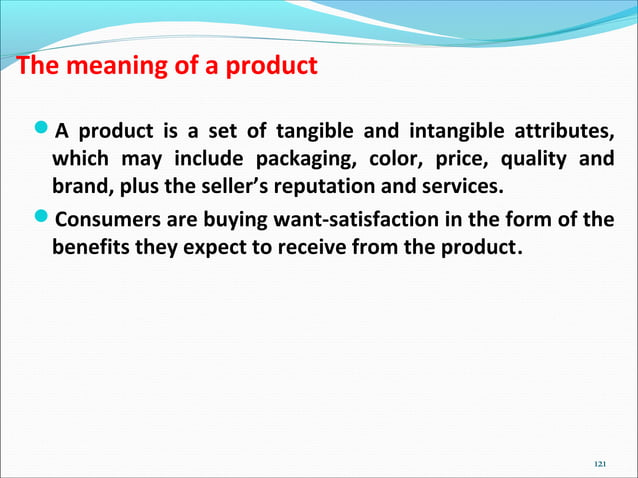 The meaning of a product
A product is a set of tangible and intangible attributes,
which may include packaging, color, price, quality and
brand, plus the seller’s reputation and services.
Consumers are buying want-satisfaction in the form of the
benefits they expect to receive from the product.
121